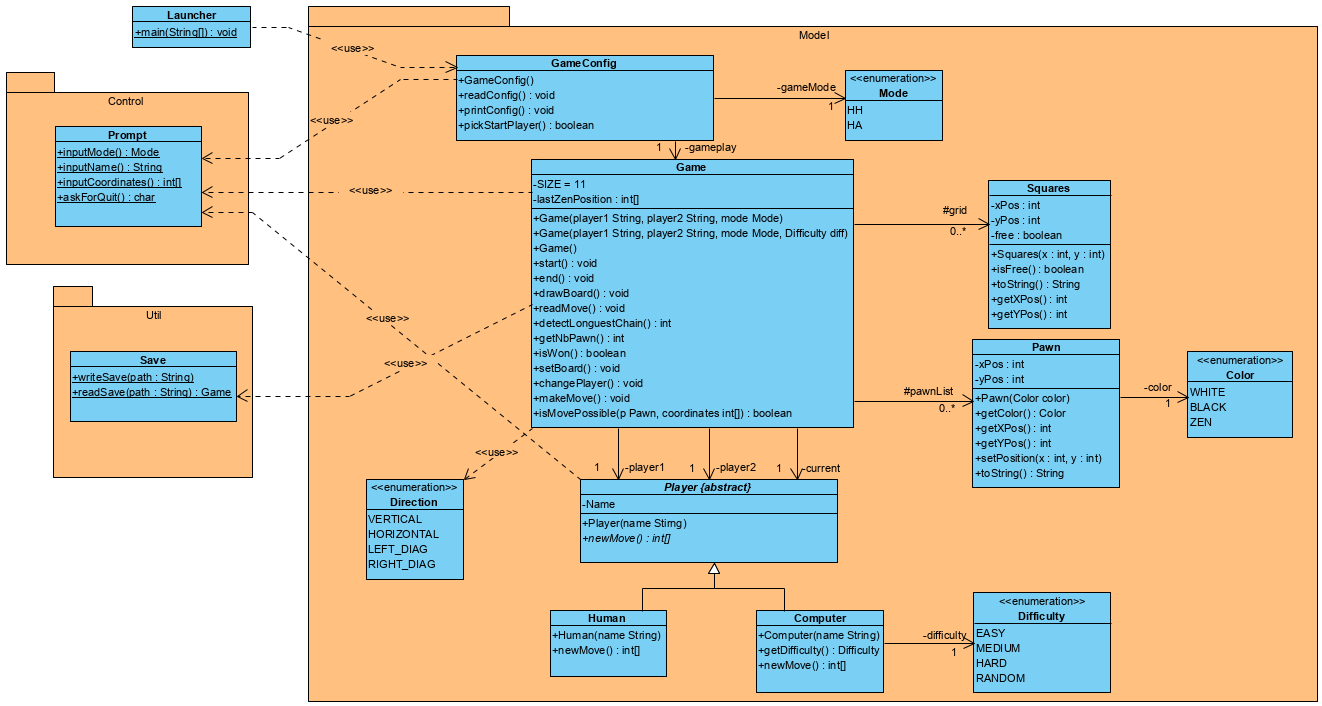 Launcher
+main(String[]) : void
Model
<<use>>
GameConfig
+GameConfig()
+readConfig() : void
+printConfig() : void
+pickStartPlayer() : boolean
-gameMode
1
<<enumeration>>
Mode
HH
HA
Control
Prompt
+inputMode() : Mode
+inputName() : String
+inputCoordinates() : int[]
+askForQuit() : char
<<use>>
<<use>>
<<use>>
1
-gameplay
Game
-SIZE = 11
-lastZenPosition : int[]
+Game(player1 String, player2 String, mode Mode)
+Game(player1 String, player2 String, mode Mode, Difficulty diff)
+Game()
+start() : void
+end() : void
+drawBoard() : void
+readMove() : void
+detectLonguestChain() : int
+getNbPawn() : int
+isWon() : boolean
+setBoard() : void
+changePlayer() : void
+makeMove() : void
+isMovePossible(p Pawn, coordinates int[]) : boolean
#grid
0..*
Squares
-xPos : int
-yPos : int
-free : boolean
+Squares(x : int, y : int)
+isFree() : boolean
+toString() : String
+getXPos() : int
+getYPos() : int
Util
Save
+writeSave(path : String)
+readSave(path : String) : Game
<<use>>
#pawnList
0..*
Pawn
-xPos : int
-yPos : int
+Pawn(Color color)
+getColor() : Color
+getXPos() : int
+getYPos() : int
+setPosition(x : int, y : int)
+toString() : String
-color
1
<<enumeration>>
Color
WHITE
BLACK
ZEN
<<use>>
<<enumeration>>
Direction
VERTICAL
HORIZONTAL
LEFT_DIAG
RIGHT_DIAG
1
-player1
1
-player2
1
-current
Player {abstract}
-Name
+Player(name Stirng)
+newMove() : int[]
Human
+Human(name String)
+newMove() : int[]
Computer
+Computer(name String)
+getDifficulty() : Difficulty
+newMove() : int[]
-difficulty
1
<<enumeration>>
Difficulty
EASY
MEDIUM
HARD
RANDOM